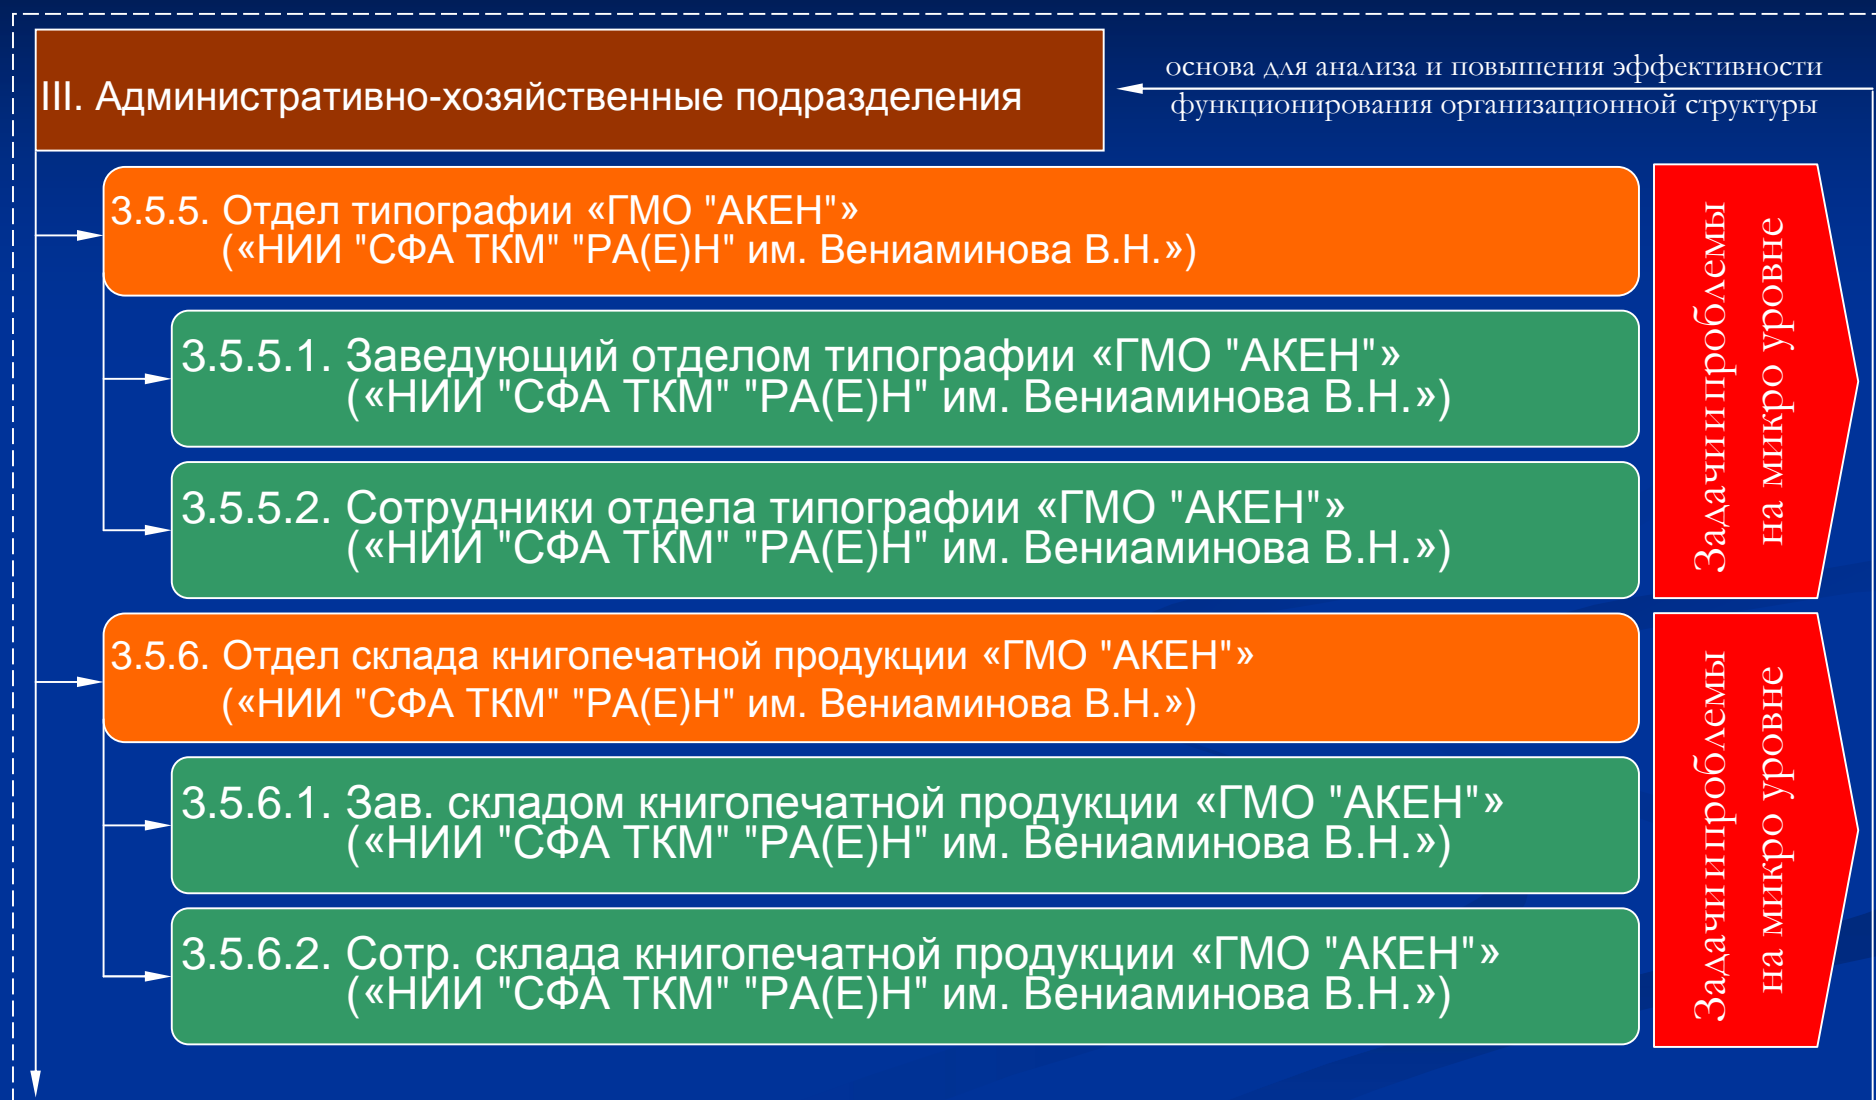 III. Административно-хозяйственные подразделения
основа для анализа и повышения эффективности
функционирования организационной структуры
3.5.5. Отдел типографии «ГМО "АКЕН"»
(«НИИ "СФА ТКМ" "РА(Е)Н" им. Вениаминова В.Н.»)
3.5.5.1. Заведующий отделом типографии «ГМО "АКЕН"»
(«НИИ "СФА ТКМ" "РА(Е)Н" им. Вениаминова В.Н.»)
3.5.5.2. Сотрудники отдела типографии «ГМО "АКЕН"»
(«НИИ "СФА ТКМ" "РА(Е)Н" им. Вениаминова В.Н.»)
Задачи и проблемы
на микро уровне
3.5.6. Отдел склада книгопечатной продукции «ГМО "АКЕН"»
(«НИИ "СФА ТКМ" "РА(Е)Н" им. Вениаминова В.Н.»)
3.5.6.1. Зав. складом книгопечатной продукции «ГМО "АКЕН"»
(«НИИ "СФА ТКМ" "РА(Е)Н" им. Вениаминова В.Н.»)
3.5.6.2. Сотр. склада книгопечатной продукции «ГМО "АКЕН"»
(«НИИ "СФА ТКМ" "РА(Е)Н" им. Вениаминова В.Н.»)
Задачи и проблемы
на микро уровне